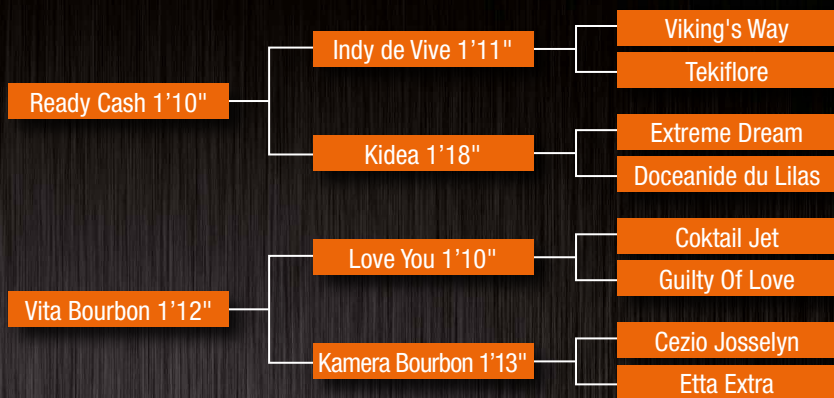 Viking's Way
Indy de Vive 1’11"
Tekiflore
Ready Cash 1’10"
Extreme Dream
Kidea 1’18"
Doceanide du Lilas
Coktail Jet
Love You 1’10"
Guilty Of Love
Vita Bourbon 1’12"
Cezio Josselyn
Kamera Bourbon 1’13"
Etta Extra